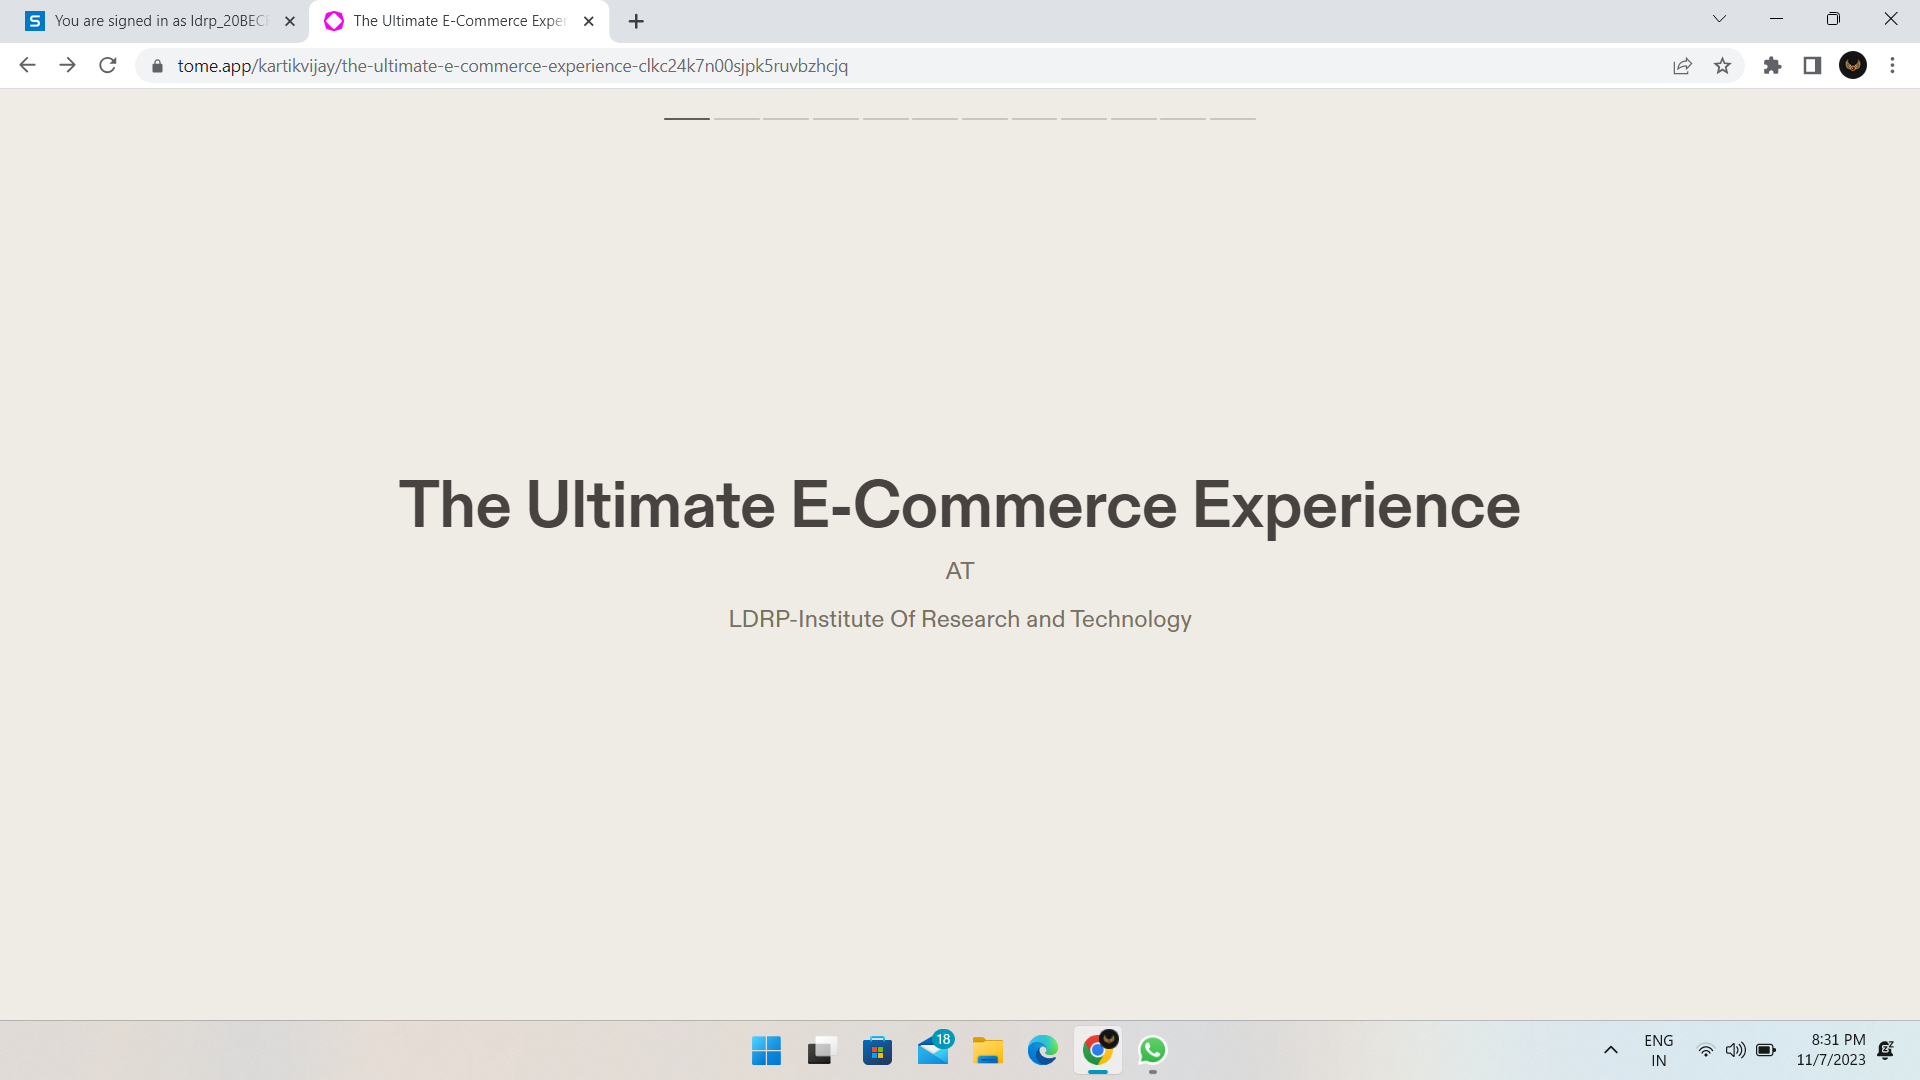 You are signed in as ldrp_20BEC
The Ultimate E-Commerce Exper
tome.app/kartikvijay/the-ultimate-e-commerce-experience-clkc24k7n00sjpk5ruvbzhcjq
The Ultimate E-Commerce Experience
AT
LDRP-Institute Of Research and Technology
18
ENG
IN
8:31 PM
11/7/2023